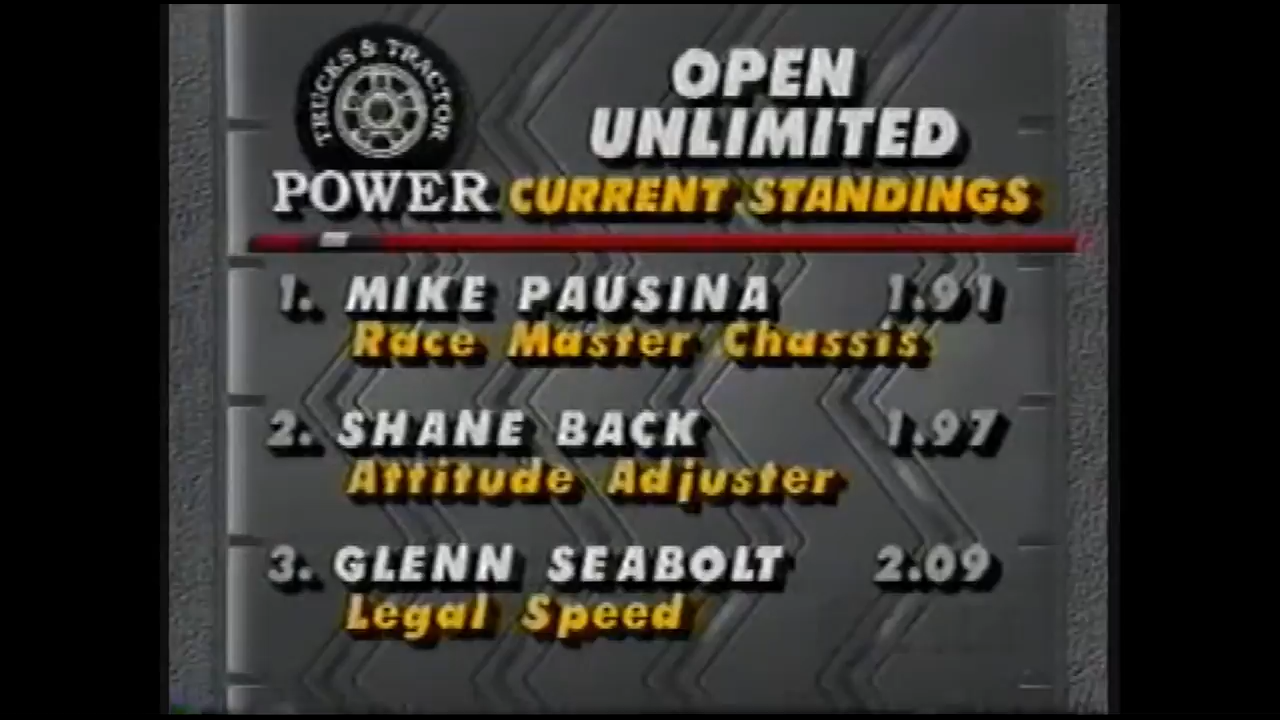 TRUCKS & TRACTOR
POWER
OPEN
UNLIMITED
CURRENT STANDINGS
1. MIKE PAUSINA 1.91
Race Master Chassis
2. SHANE BACK 1.97
Attitude Adjuster
3. GLENN SEABOLT 2.09
Legal Speed